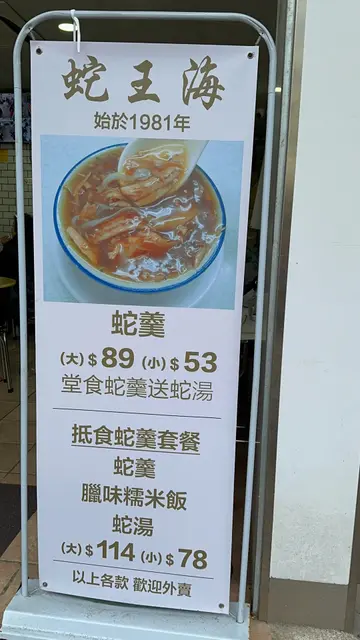 蛇王海
始於1981年
蛇羹
(大) $ 89 (小) $ 53
堂食蛇羹送蛇湯
抵食蛇羹套餐
蛇羹
臘味糯米飯
蛇湯
(大) $ 114 (小) $ 78
以上各款 歡迎外賣